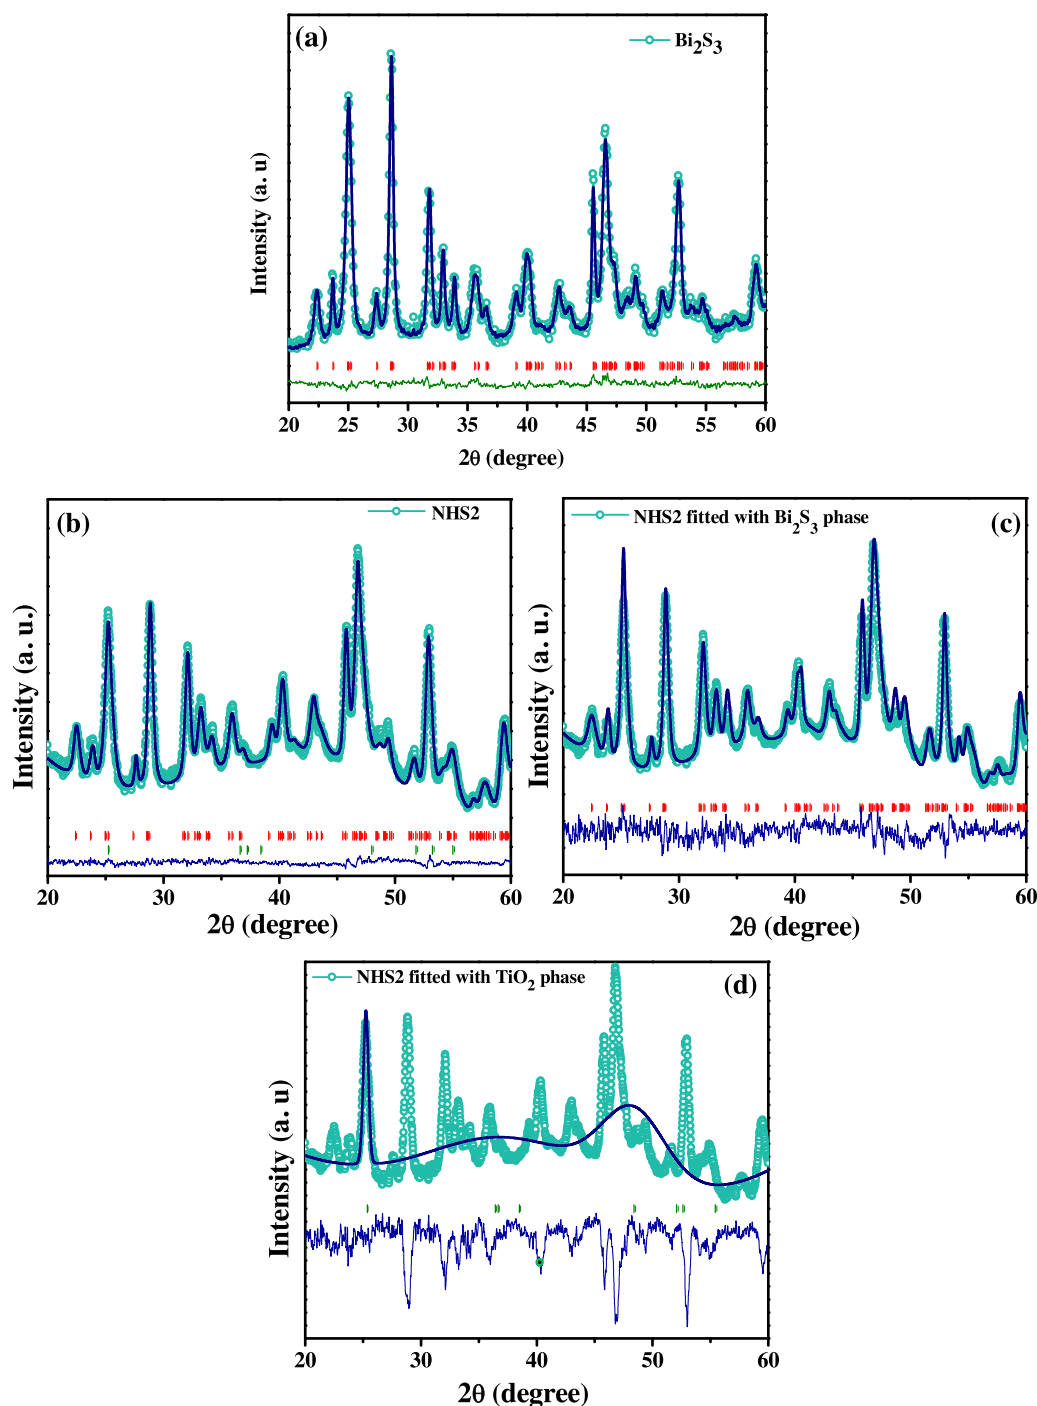 (a)
Bi2S3
Intensity (a. u)
20 25 30 35 40 45 50 55 60
2θ (degree)
(b)
NHS2
Intensity (a. u.)
20 30 40 50 60
2θ (degree)
(c)
NHS2 fitted with Bi2S3 phase
Intensity (a. u.)
20 30 40 50 60
2θ (degree)
(d)
NHS2 fitted with TiO2 phase
Intensity (a. u)
20 30 40 50 60
2θ (degree)